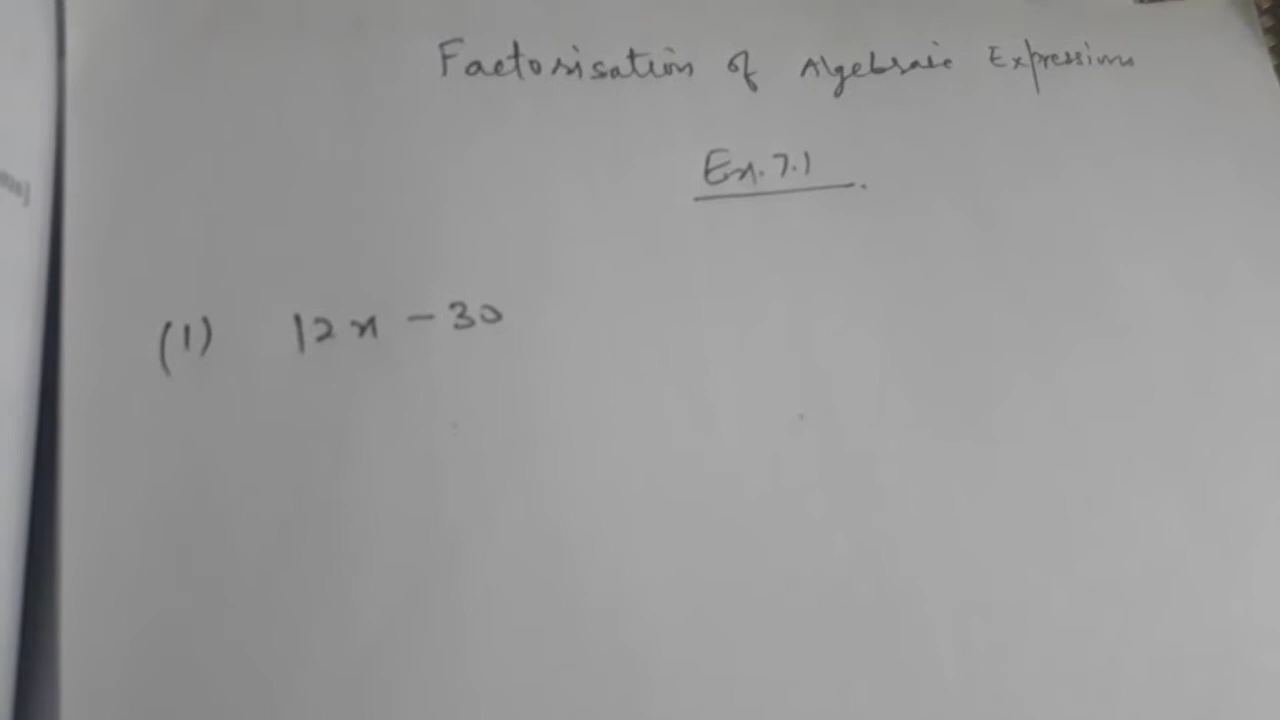 Factorisation of Algebraic Expressions
Ex. 7.1
(1) 12x - 30